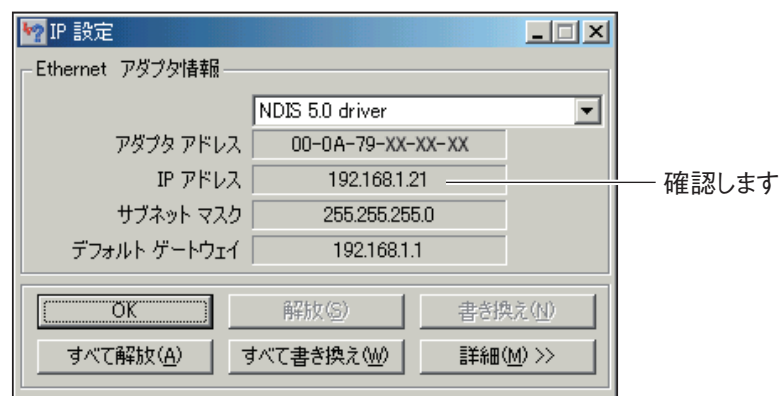 IP 設定
Ethernet アダプタ情報
NDIS 5.0 driver
アダプタ アドレス 00-0A-79-XX-XX-XX
IP アドレス 192.168.1.21 確認します
サブネット マスク 255.255.255.0
デフォルト ゲートウェイ 192.168.1.1
OK 解放(S) 書き換え(N)
すべて解放(A) すべて書き換え(W) 詳細(M) >>